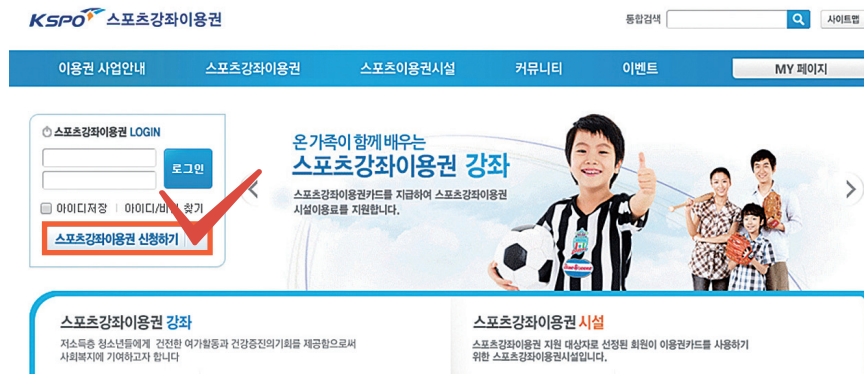 KSPO 스포츠강좌이용권
통합검색
사이트맵
이용권 사업안내 스포츠강좌이용권 스포츠이용권시설 커뮤니티 이벤트 MY 페이지
스포츠강좌이용권 LOGIN
로그인
아이디저장 | 아이디/비 찾기
스포츠강좌이용권 신청하기
온 가족이 함께 배우는
스포츠강좌이용권 강좌
스포츠강좌이용권카드를 지급하여 스포츠강좌이용권
시설이용료를 지원합니다.
스포츠강좌이용권 강좌
저소득층 청소년들에게 건전한 여가활동과 건강증진의기회를 제공함으로써
사회복지에 기여하고자 합니다
스포츠강좌이용권 시설
스포츠강좌이용권 지원 대상자로 선정된 회원이 이용권카드를 사용하기
위한 스포츠강좌이용권시설입니다.